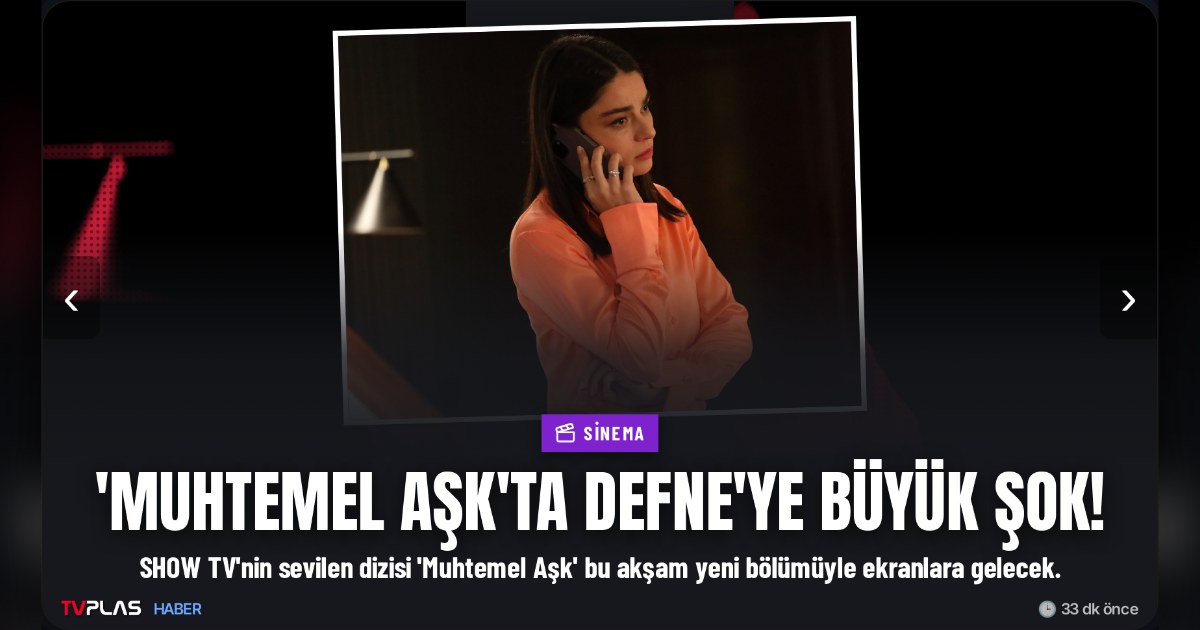 SİNEMA
'MUHTEMEL AŞK'TA DEFNE'YE BÜYÜK ŞOK!
SHOW TV'nin sevilen dizisi 'Muhtemel Aşk' bu akşam yeni bölümüyle ekranlara gelecek.
TVPLAS HABER
33 dk önce